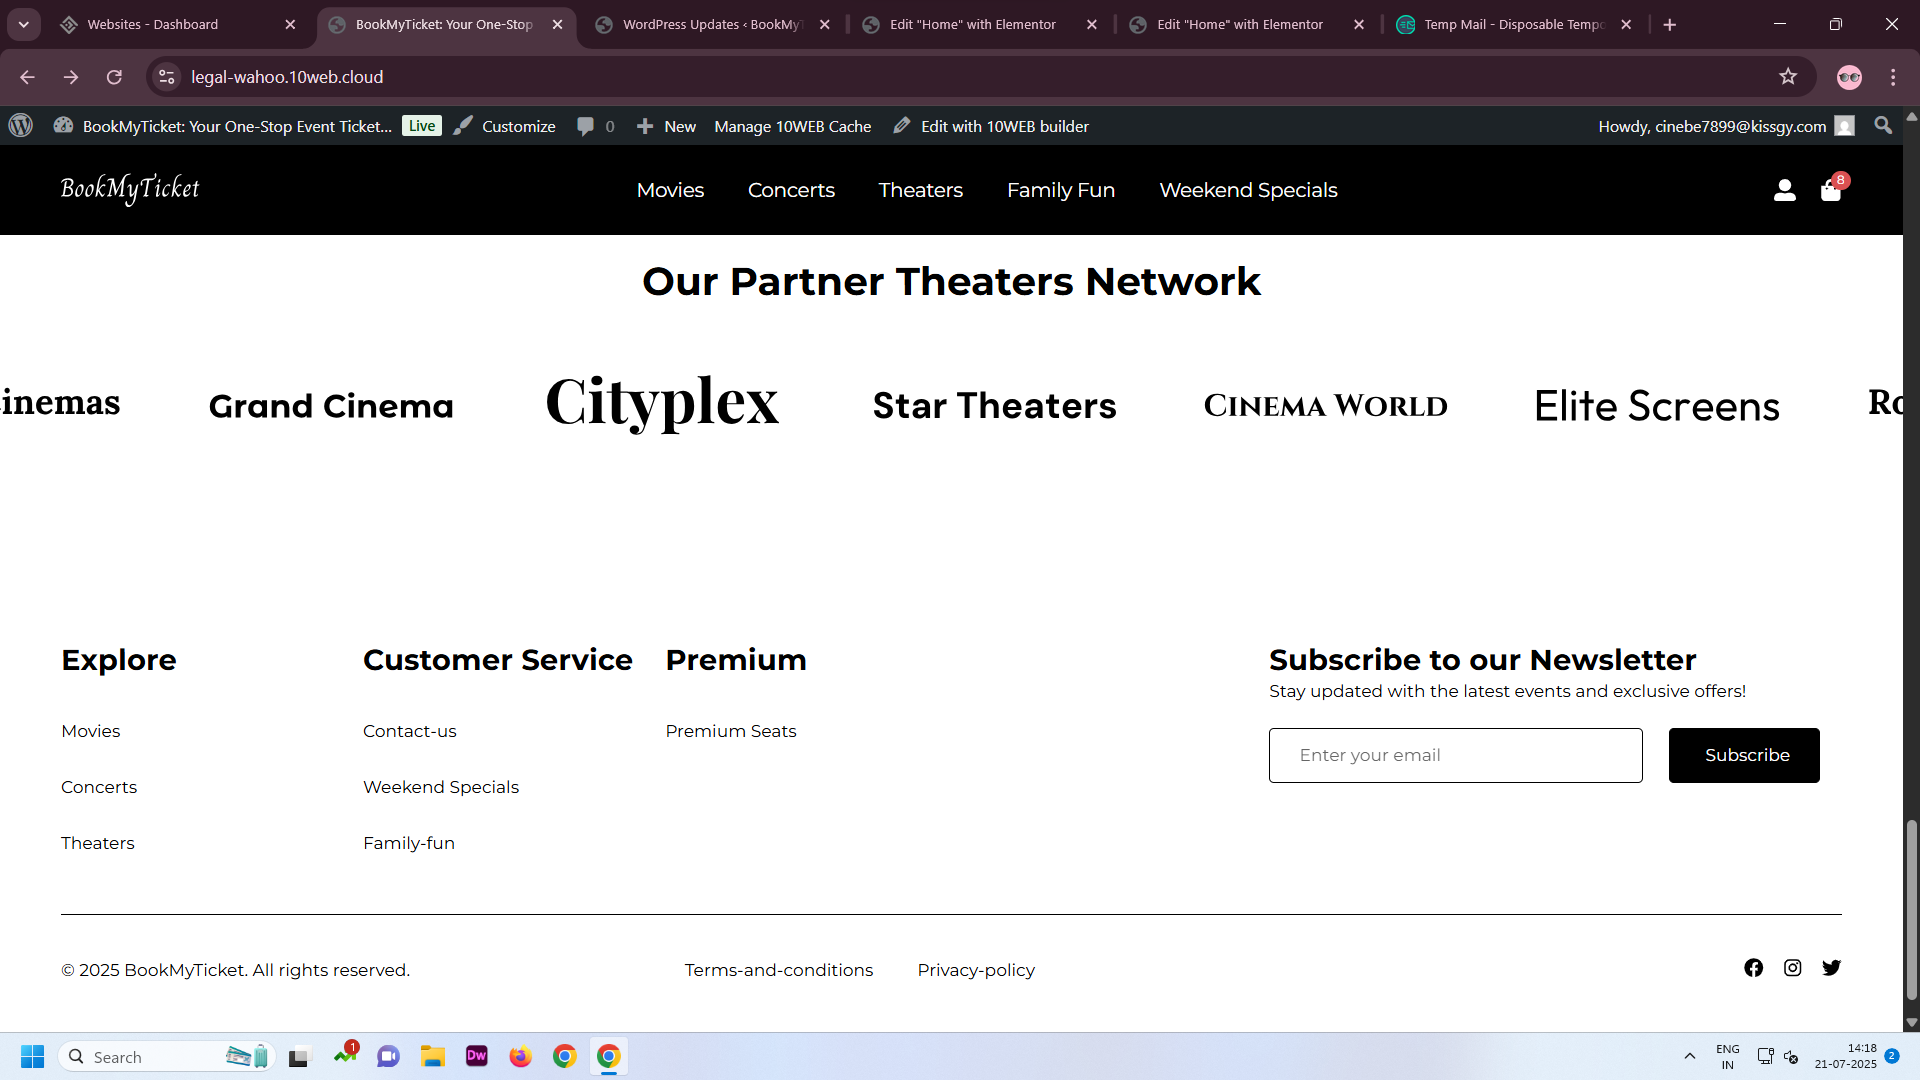 Websites - Dashboard
BookMyTicket: Your One-Stop
WordPress Updates ‹ BookMyT
Edit "Home" with Elementor
Edit "Home" with Elementor
Temp Mail - Disposable Tempo
legal-wahoo.10web.cloud
BookMyTicket: Your One-Stop Event Ticket... Live Customize 0 New Manage 10WEB Cache Edit with 10WEB builder Howdy, cinebe7899@kissgy.com
BookMyTicket Movies Concerts Theaters Family Fun Weekend Specials 8
Our Partner Theaters Network
inemas Grand Cinema Cityplex Star Theaters Cinema World Elite Screens Ro
Explore
Movies
Concerts
Theaters
Customer Service
Contact-us
Weekend Specials
Family-fun
Premium
Premium Seats
Subscribe to our Newsletter
Stay updated with the latest events and exclusive offers!
Enter your email Subscribe
© 2025 BookMyTicket. All rights reserved. Terms-and-conditions Privacy-policy
Search
1
Dw
ENG
IN
14:18
21-07-2025
2